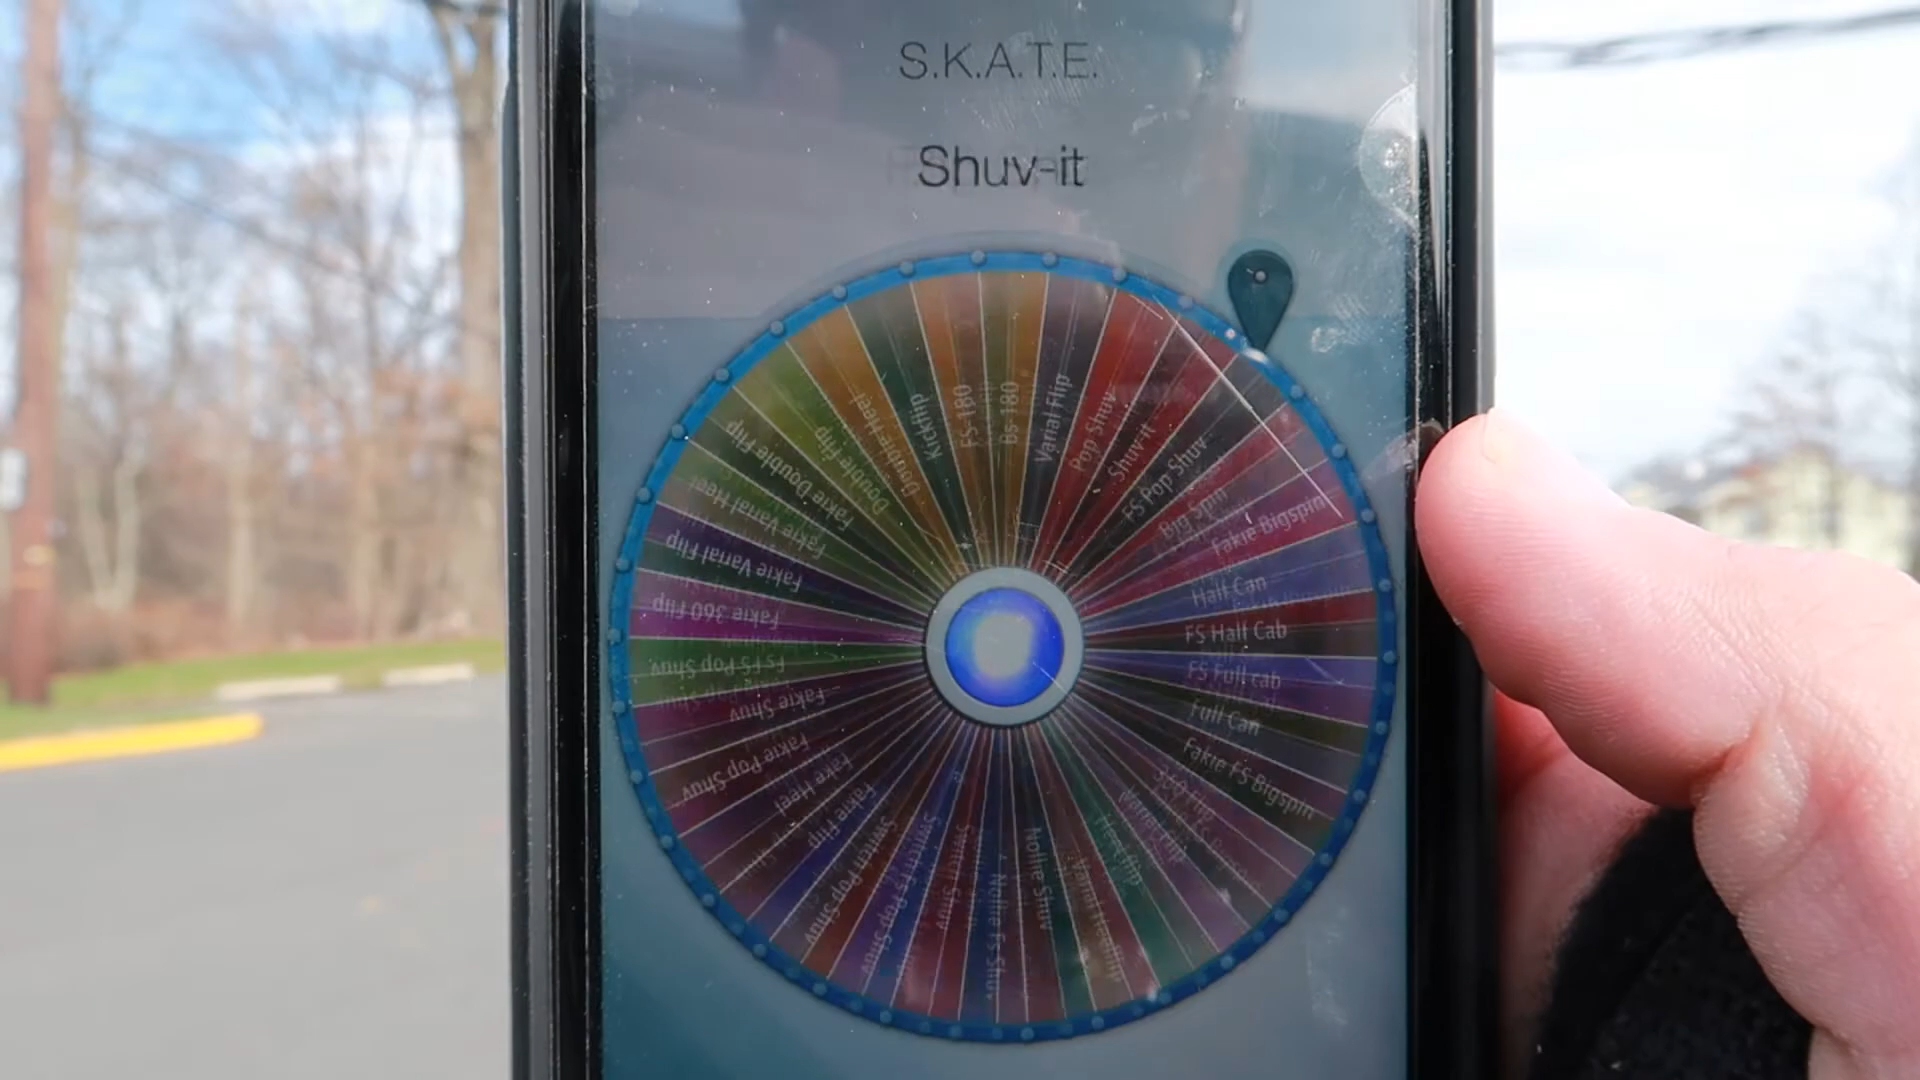 S.K.A.T.E.
Shuv-it
Kickflip
FS 180
Bs 180
Varial Flip
Pop Shuv
Shuv-it
FS Pop Shuv
Big Spin
Fakie Bigspin
Half Can
FS Half Cab
FS Full cab
Full Can
Fakie FS Bigspin
360 Flip
Varial Heelflip
Nollie Shuv
Nollie Fs Shuv
Switch Shuv
Switch Fs Pop Shuv
Switch Pop Shuv
Fakie Flip
Fakie Heel
Fakie Pop Shuv
Fakie Shuv
Fs FS Pop Shuv
Fakie 360 Flip
Fakie Varial Flip
Fakie Varial Heel
Fakie Double Flip
Double Flip
Double Heel